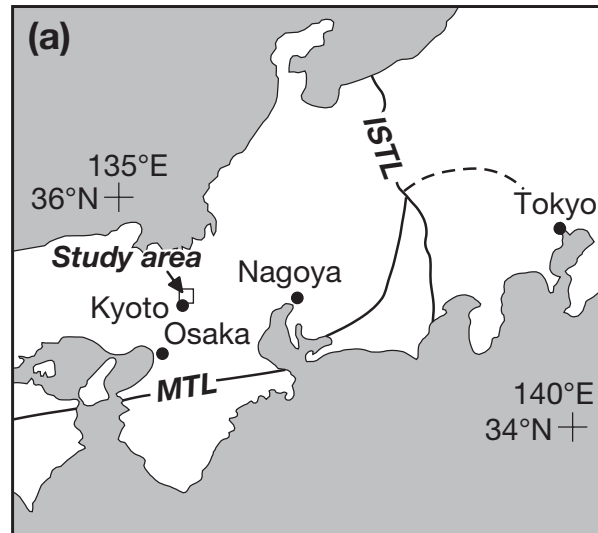 (a)
ISTL
135°E
36°N
Tokyo
Study area
Nagoya
Kyoto
Osaka
MTL
140°E
34°N